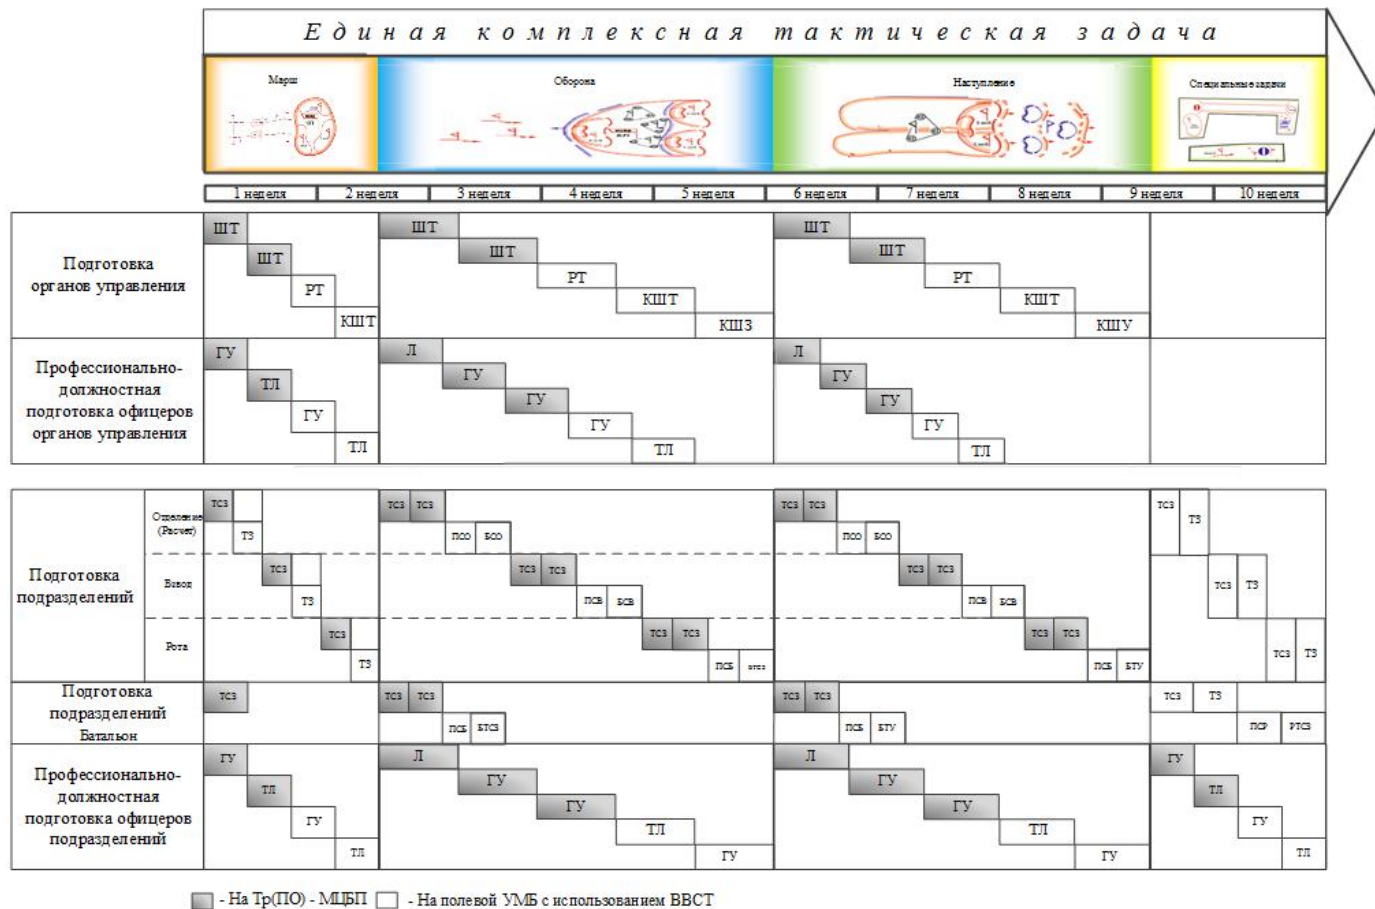 Единая комплексная тактическая задача
Марш
Оборона
Наступление
Специальные задачи
1 неделя 2 неделя 3 неделя 4 неделя 5 неделя 6 неделя 7 неделя 8 неделя 9 неделя 10 неделя
Подготовка
органов управления
ШТ ШТ ШТ
ШТ ШТ ШТ
РТ РТ РТ
КШТ КШТ КШТ
КШЗ КШУ
Профессионально-
должностная
подготовка офицеров
органов управления
ГУ Л Л
ТЛ ГУ ГУ
ГУ ГУ ГУ
ТЛ ГУ ГУ
ТЛ ТЛ
Подготовка
подразделений
Отделение
(Расчет)
ТСЗ ТСЗ ТСЗ ТСЗ ТСЗ ТСЗ ТЗ
ТЗ ПСО БСО ПСО БСО
Взвод
ТСЗ ТСЗ ТСЗ ТСЗ ТСЗ ТСЗ ТЗ
ТЗ ПСВ БСВ ПСВ БСВ
Рота
ТСЗ ТСЗ ТСЗ ТСЗ ТСЗ ТСЗ ТЗ
ТЗ ПСБ ПСБ БТУ
Подготовка
подразделений
Батальон
ТСЗ ТСЗ ТСЗ ТСЗ ТСЗ ТСЗ ТЗ
ПСБ БТСЗ ПСБ БТУ ПСР РТСЗ
Профессионально-
должностная
подготовка офицеров
подразделений
ГУ Л Л ГУ
ТЛ ГУ ГУ ТЛ
ГУ ГУ ГУ ГУ
ТЛ ТЛ ТЛ ТЛ
ГУ ГУ
- На Тр(ПО) - МЦБП - На полевой УМБ с использованием ВВСТ